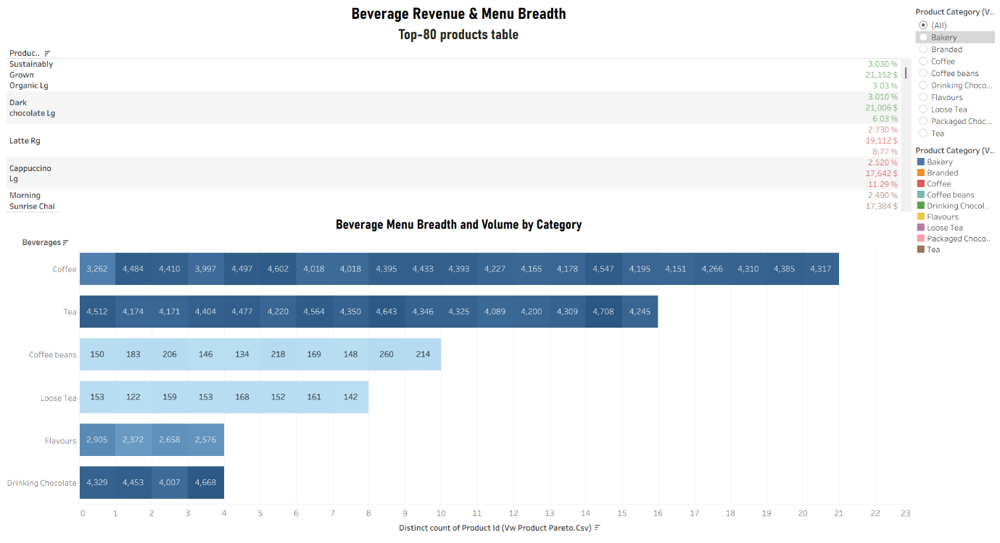 Beverage Revenue & Menu Breadth
Top-80 products table
Produc..
Sustainably
Grown
Organic Lg
3.030 %
21,152 $
3.03 %
Dark
chocolate Lg
3.010 %
21,006 $
6.03 %
Latte Rg
2.730 %
19,112 $
8.77 %
Cappuccino
Lg
2.520 %
17,642 $
11.29 %
Morning
Sunrise Chai
2.490 %
17,384 $
Product Category (V..
(All)
Bakery
Branded
Coffee
Coffee beans
Drinking Choco...
Flavours
Loose Tea
Packaged Choc...
Tea
Product Category (V..
Bakery
Branded
Coffee
Coffee beans
Drinking Chocol..
Flavours
Loose Tea
Packaged Choco..
Tea
Beverage Menu Breadth and Volume by Category
Beverages
Coffee 3,262 4,484 4,410 3,997 4,497 4,602 4,018 4,018 4,395 4,433 4,393 4,227 4,165 4,178 4,547 4,195 4,151 4,266 4,310 4,385 4,317
Tea 4,512 4,174 4,171 4,404 4,477 4,220 4,564 4,350 4,643 4,346 4,325 4,089 4,200 4,309 4,708 4,245
Coffee beans 150 183 206 146 134 218 169 148 260 214
Loose Tea 153 122 159 153 168 152 161 142
Flavours 2,905 2,372 2,658 2,576
Drinking Chocolate 4,329 4,453 4,007 4,668
0 1 2 3 4 5 6 7 8 9 10 11 12 13 14 15 16 17 18 19 20 21 22 23
Distinct count of Product Id (Vw Product Pareto.Csv)